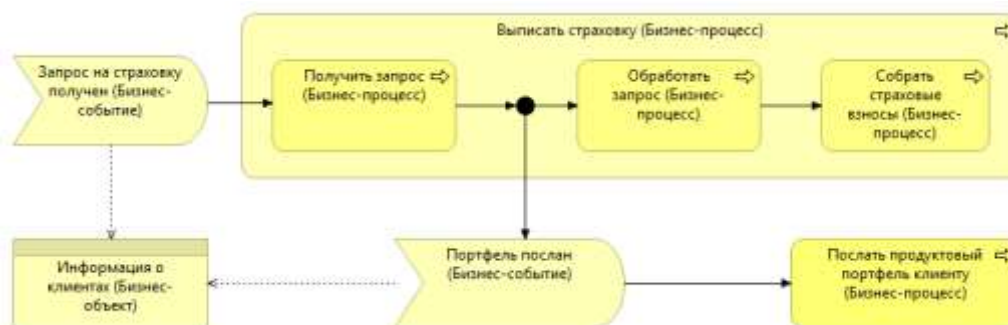 Выписать страховку (Бизнес-процесс)
Запрос на страховку
получен (Бизнес-
событие)
Получить запрос
(Бизнес-процесс)
Обработать
запрос (Бизнес-
процесс)
Собрать
страховые
взносы (Бизнес-
процесс)
Информация о
клиентах (Бизнес-
объект)
Портфель послан
(Бизнес-событие)
Послать продуктовый
портфель клиенту
(Бизнес-процесс)